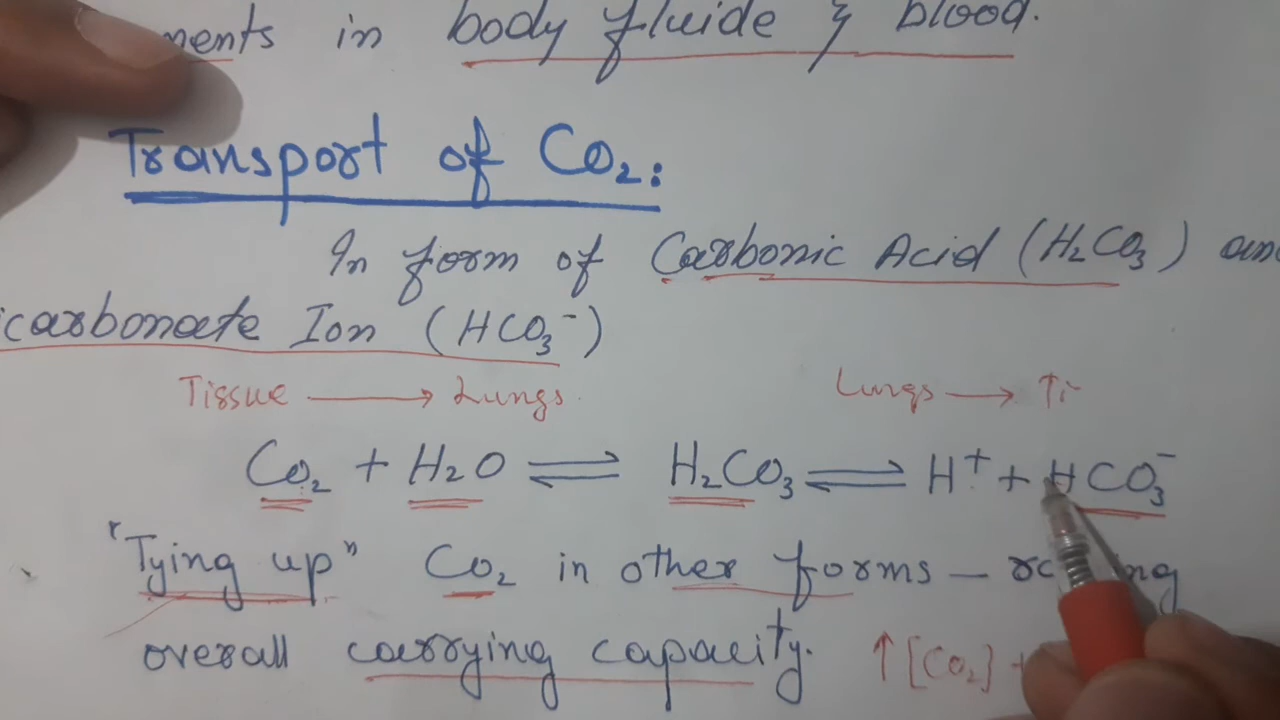 ments in body fluide & blood.
Transport of CO₂:
In form of Carbonic Acid (H₂CO₃) an
icarbonate Ion (HCO₃⁻)
Tissue → Lungs. Lungs → Ti
CO₂ + H₂O ⇌ H₂CO₃ ⇌ H⁺ + HCO₃⁻
"Tying up" CO₂ in other forms —
overall carrying capacity. ↑ [CO₂] +